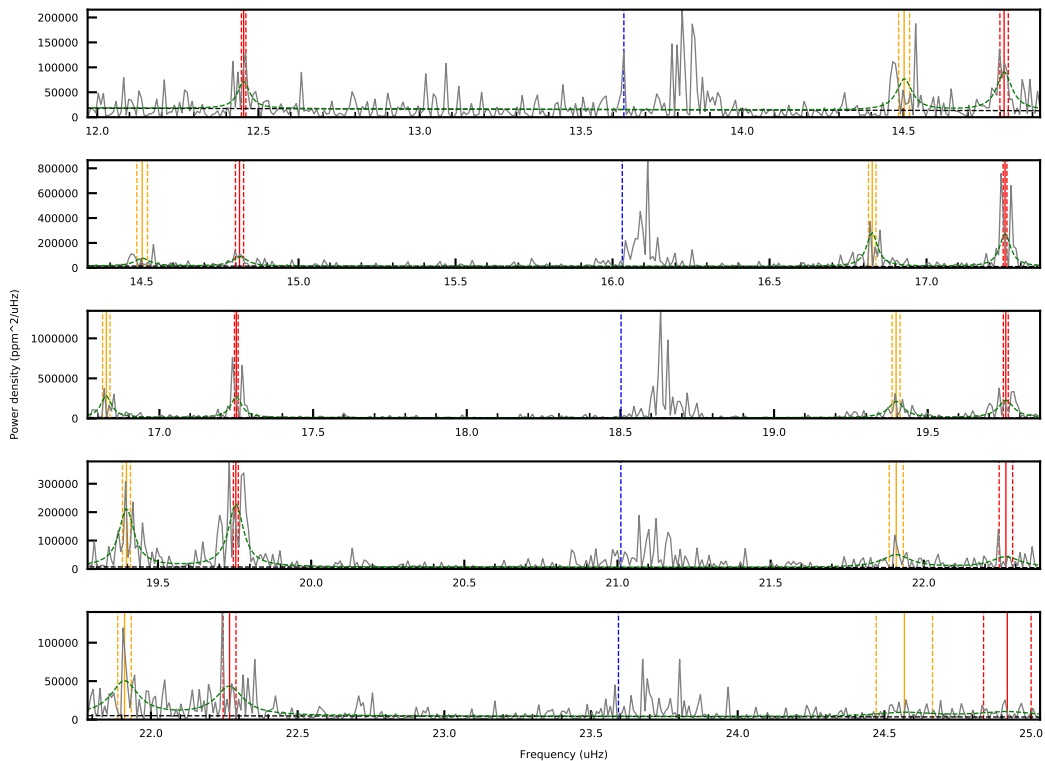 200000
150000
100000
50000
0
12.0 12.5 13.0 13.5 14.0 14.5
800000
600000
400000
200000
0
14.5 15.0 15.5 16.0 16.5 17.0
Power density (ppm^2/uHz)
1000000
500000
0
17.0 17.5 18.0 18.5 19.0 19.5
300000
200000
100000
0
19.5 20.0 20.5 21.0 21.5 22.0
100000
50000
0
22.0 22.5 23.0 23.5 24.0 24.5 25.0
Frequency (uHz)